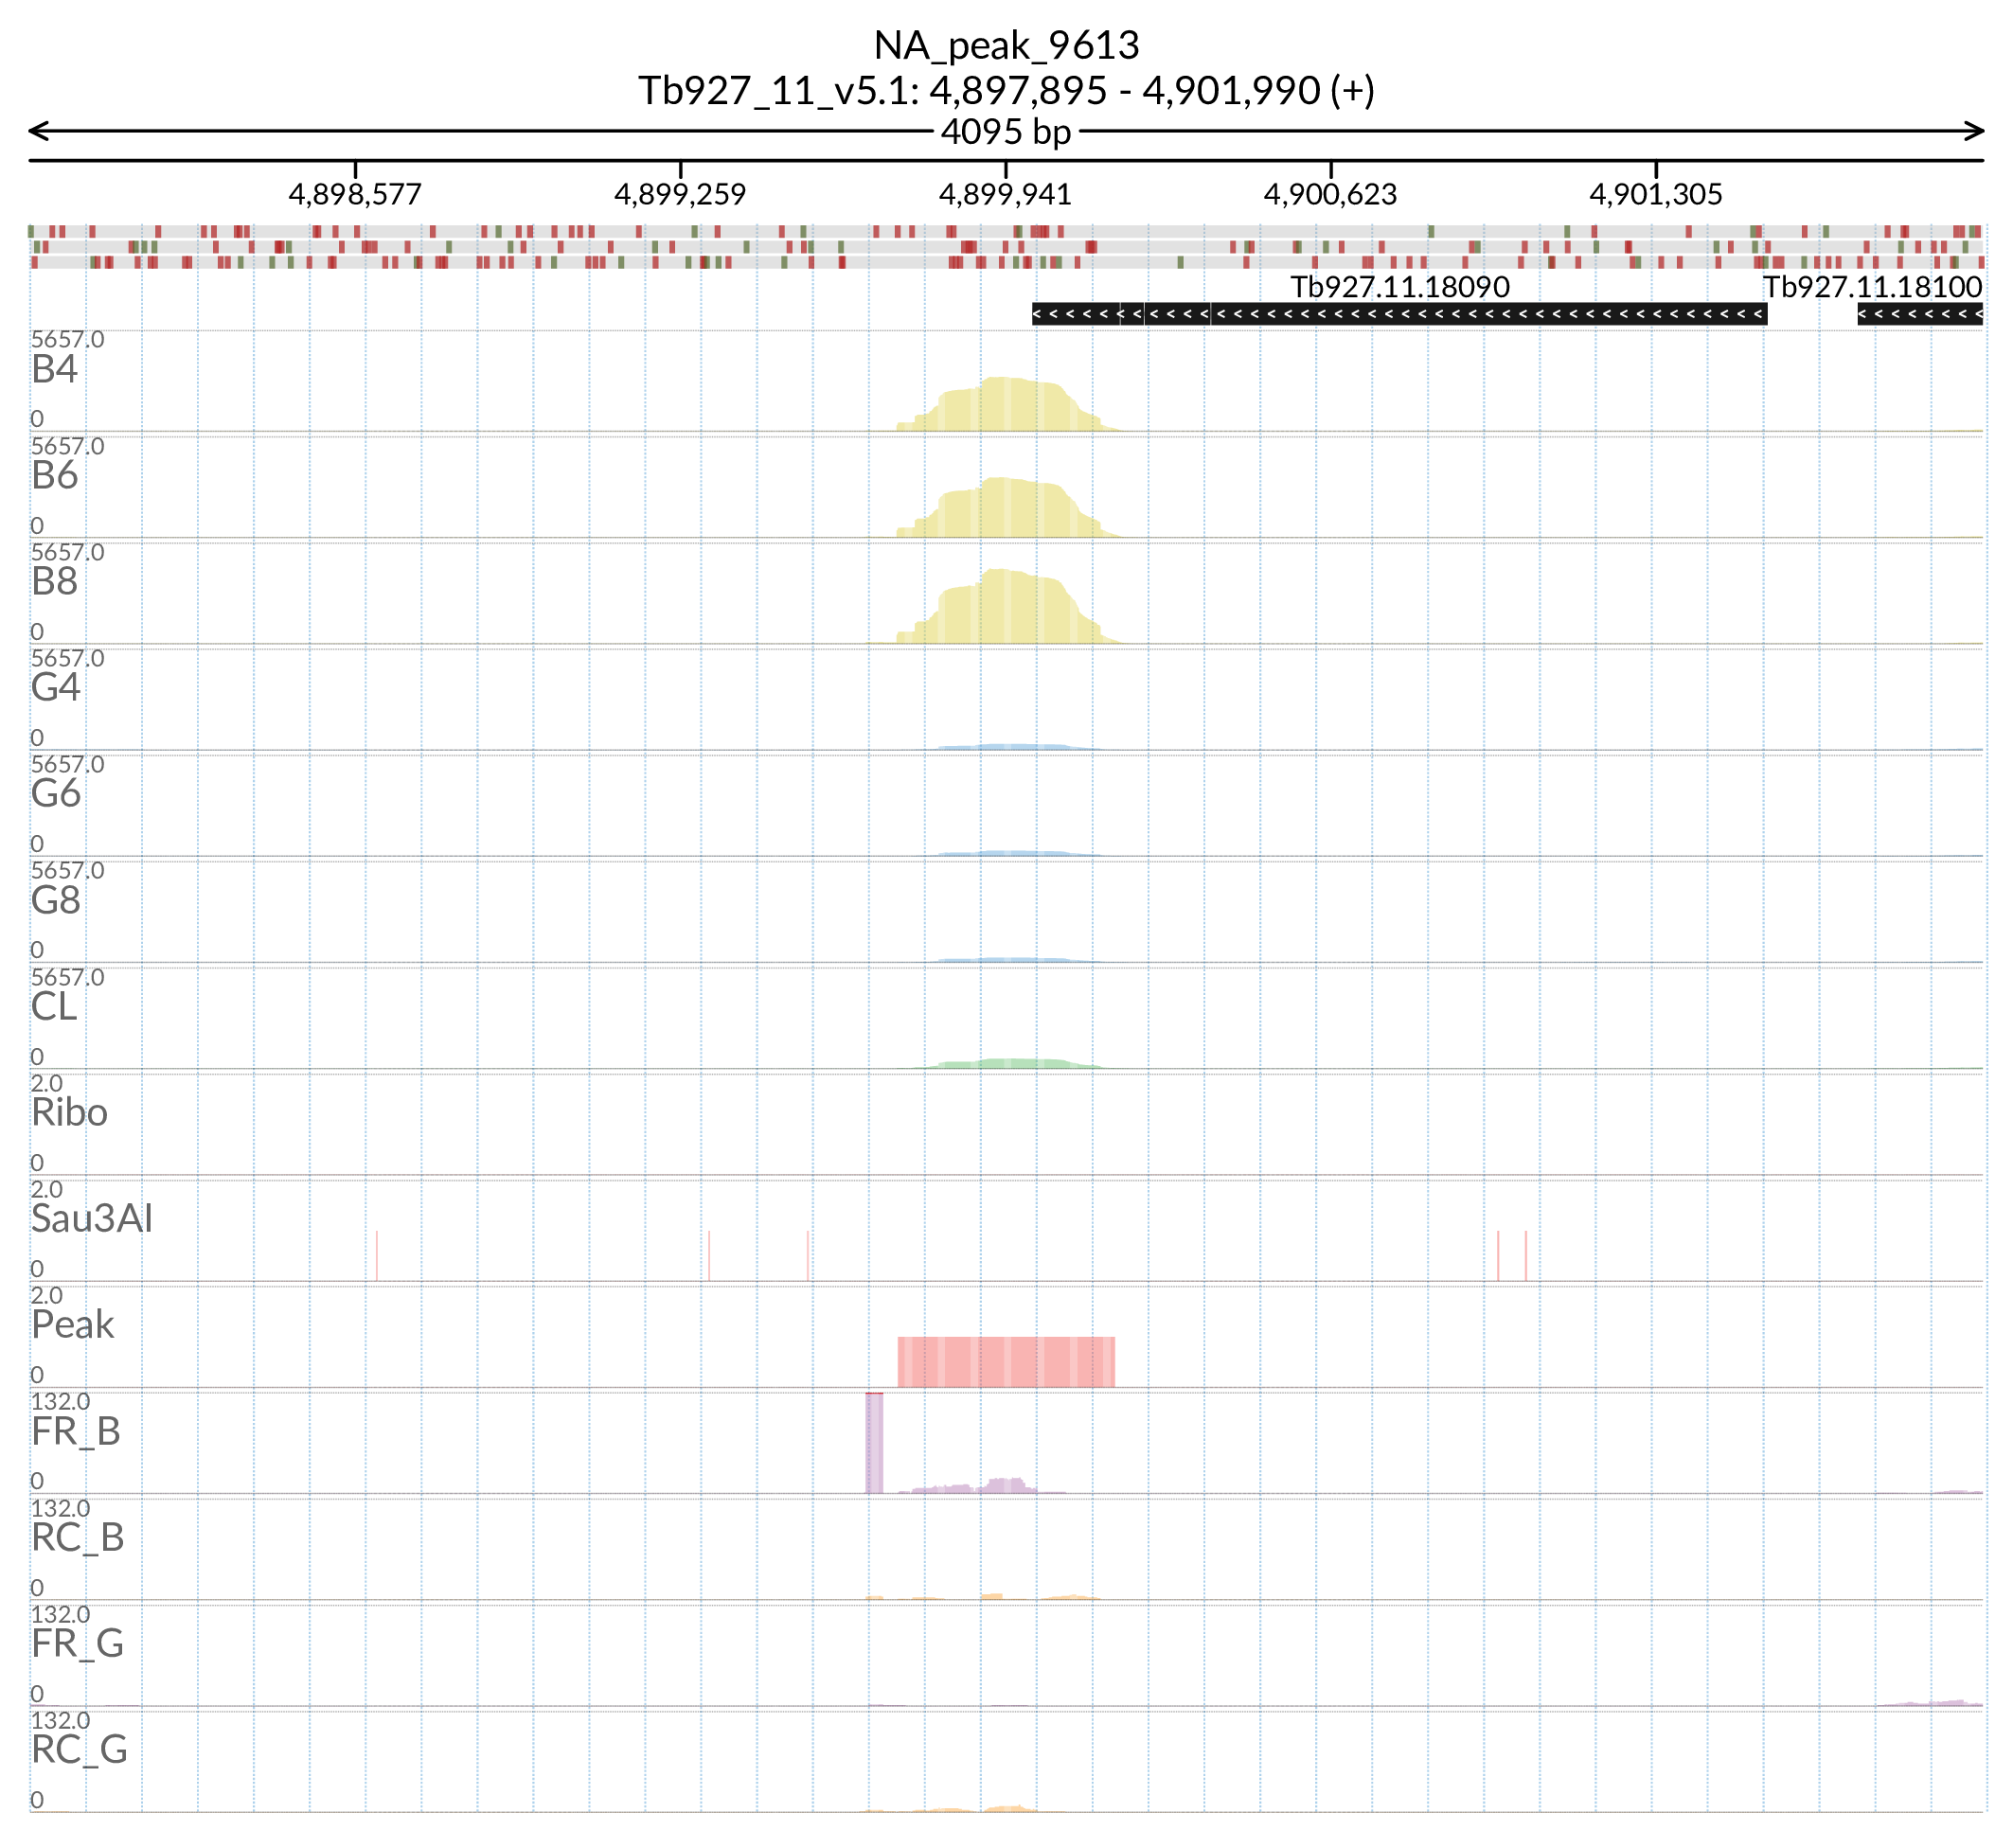 NA_peak_9613
Tb927_11_v5.1: 4,897,895 - 4,901,990 (+)
4095 bp
4,898,577 4,899,259 4,899,941 4,900,623 4,901,305
Tb927.11.18090 Tb927.11.18100
5657.0
B4
0
5657.0
B6
0
5657.0
B8
0
5657.0
G4
0
5657.0
G6
0
5657.0
G8
0
5657.0
CL
0
2.0
Ribo
0
2.0
Sau3AI
0
2.0
Peak
0
132.0
FR_B
0
132.0
RC_B
0
132.0
FR_G
0
132.0
RC_G
0